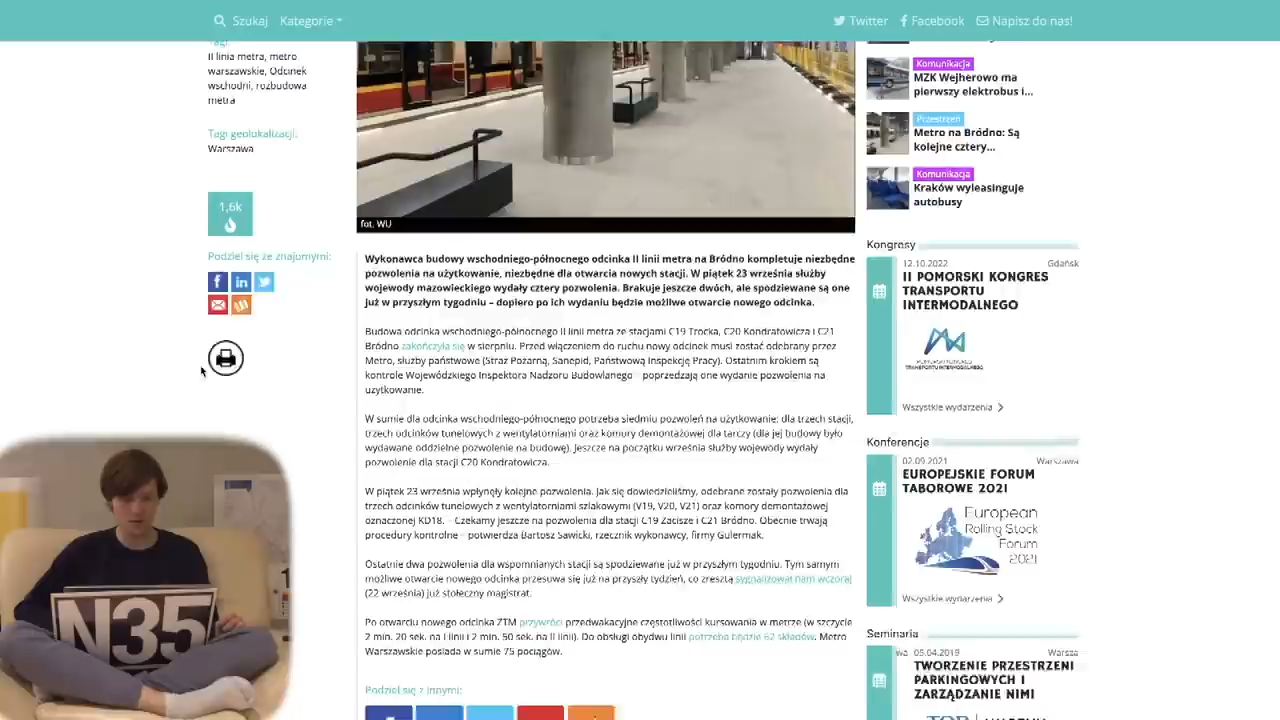 Szukaj
Kategorie
Twitter
Facebook
Napisz do nas!
Tagi:
II linia metra, metro
warszawskie, Odcinek
wschodni, rozbudowa
metra
Tagi geolokalizacji:
Warszawa
1,6k
Podziel się ze znajomymi:
fot. WU
Wykonawca budowy wschodniego-północnego odcinka II linii metra na Bródno kompletuje niezbędne
pozwolenia na użytkowanie, niezbędne dla otwarcia nowych stacji. W piątek 23 września służby
wojewody mazowieckiego wydały cztery pozwolenia. Brakuje jeszcze dwóch, ale spodziewane są one
już w przyszłym tygodniu – dopiero po ich wydaniu będzie możliwe otwarcie nowego odcinka.
Budowa odcinka wschodniego-północnego II linii metra ze stacjami C19 Trocka, C20 Kondratowicza i C21
Bródno zakończyła się w sierpniu. Przed włączeniem do ruchu nowy odcinek musi zostać odebrany przez
Metro, służby państwowe (Straż Pożarną, Sanepid, Państwową Inspekcję Pracy). Ostatnim krokiem są
kontrole Wojewódzkiego Inspektora Nadzoru Budowlanego – poprzedzają one wydanie pozwolenia na
użytkowanie.
W sumie dla odcinka wschodniego-północnego potrzeba siedmiu pozwoleń na użytkowanie: dla trzech stacji,
trzech odcinków tunelowych z wentylatorniami oraz komory demontażowej dla tarczy (dla jej budowy było
wydawane oddzielne pozwolenie na budowę). Jeszcze na początku września służby wojewody wydały
pozwolenie dla stacji C20 Kondratowicza.
W piątek 23 września wpłynęły kolejne pozwolenia. Jak się dowiedzieliśmy, odebrane zostały pozwolenia dla
trzech odcinków tunelowych z wentylatorniami szlakowymi (V19, V20, V21) oraz komory demontażowej
oznaczonej KD18. – Czekamy jeszcze na pozwolenia dla stacji C19 Zacisze i C21 Bródno. Obecnie trwają
procedury kontrolne – potwierdza Bartosz Sawicki, rzecznik wykonawcy, firmy Gulermak.
Ostatnie dwa pozwolenia dla wspomnianych stacji są spodziewane już w przyszłym tygodniu. Tym samym
możliwe otwarcie nowego odcinka przesuwa się już na przyszły tydzień, co zresztą sygnalizował nam wczoraj
(22 września) już stołeczny magistrat.
Po otwarciu nowego odcinka ZTM przywróci przedwakacyjne częstotliwości kursowania w metrze (w szczycie
2 min. 20 sek. na I linii i 2 min. 50 sek. na II linii). Do obsługi obydwu linii potrzeba będzie 62 składów. Metro
Warszawskie posiada w sumie 75 pociągów.
Podziel się z innymi:
Komunikacja
MZK Wejherowo ma
pierwszy elektrobus i...
Przestrzeń
Metro na Bródno: Są
kolejne cztery...
Komunikacja
Kraków wyleasinguje
autobusy
Kongresy
12.10.2022 Gdańsk
II POMORSKI KONGRES
TRANSPORTU
INTERMODALNEGO
POMORSKI KONGRES
TRANSPORTU INTERMODALNEGO
Wszystkie wydarzenia
Konferencje
02.09.2021 Warszawa
EUROPEJSKIE FORUM
TABOROWE 2021
European
Rolling Stock
Forum
2021
Wszystkie wydarzenia
Seminaria
wa 05.04.2019 Warsza
TWORZENIE PRZESTRZENI
PARKINGOWYCH I
ZARZĄDZANIE NIMI
N35